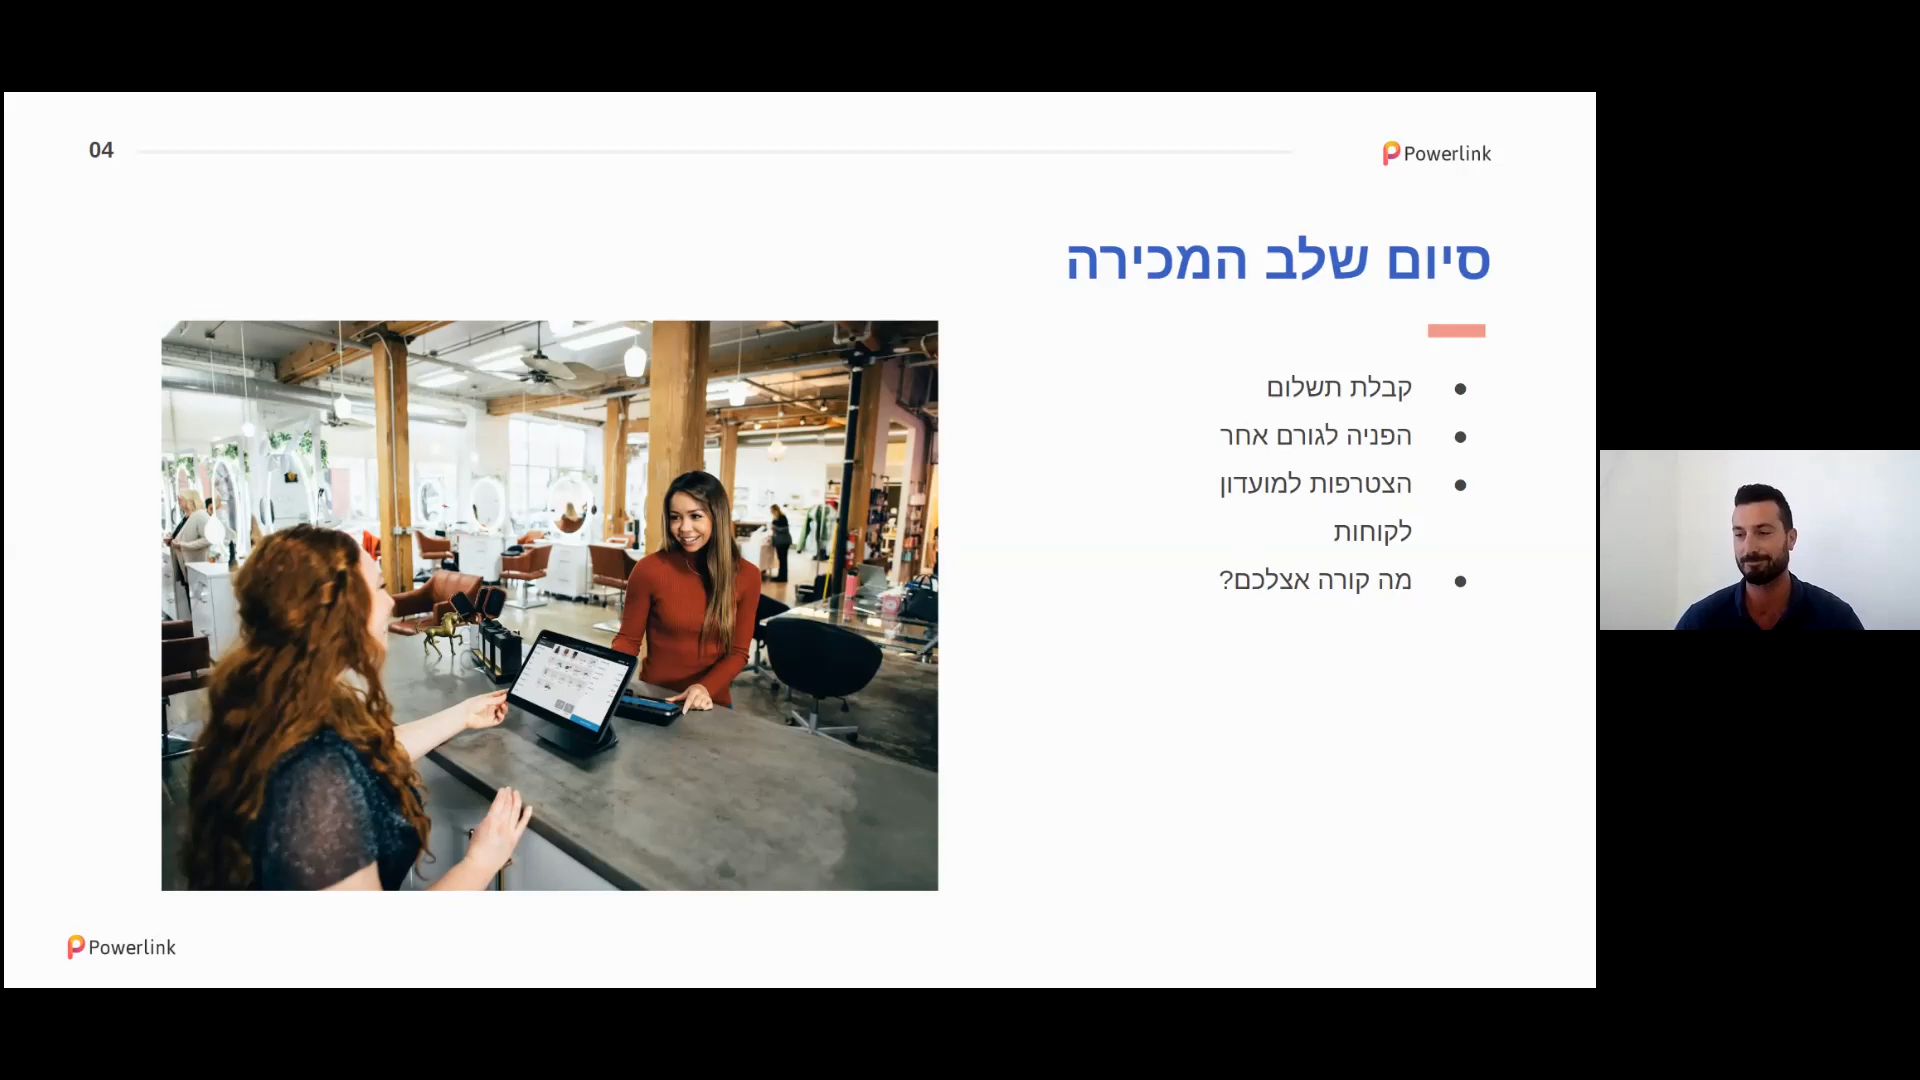 04
Powerlink
סיום שלב המכירה
● קבלת תשלום
● הפניה לגורם אחר
● הצטרפות למועדון
לקוחות
● מה קורה אצלכם?
Powerlink